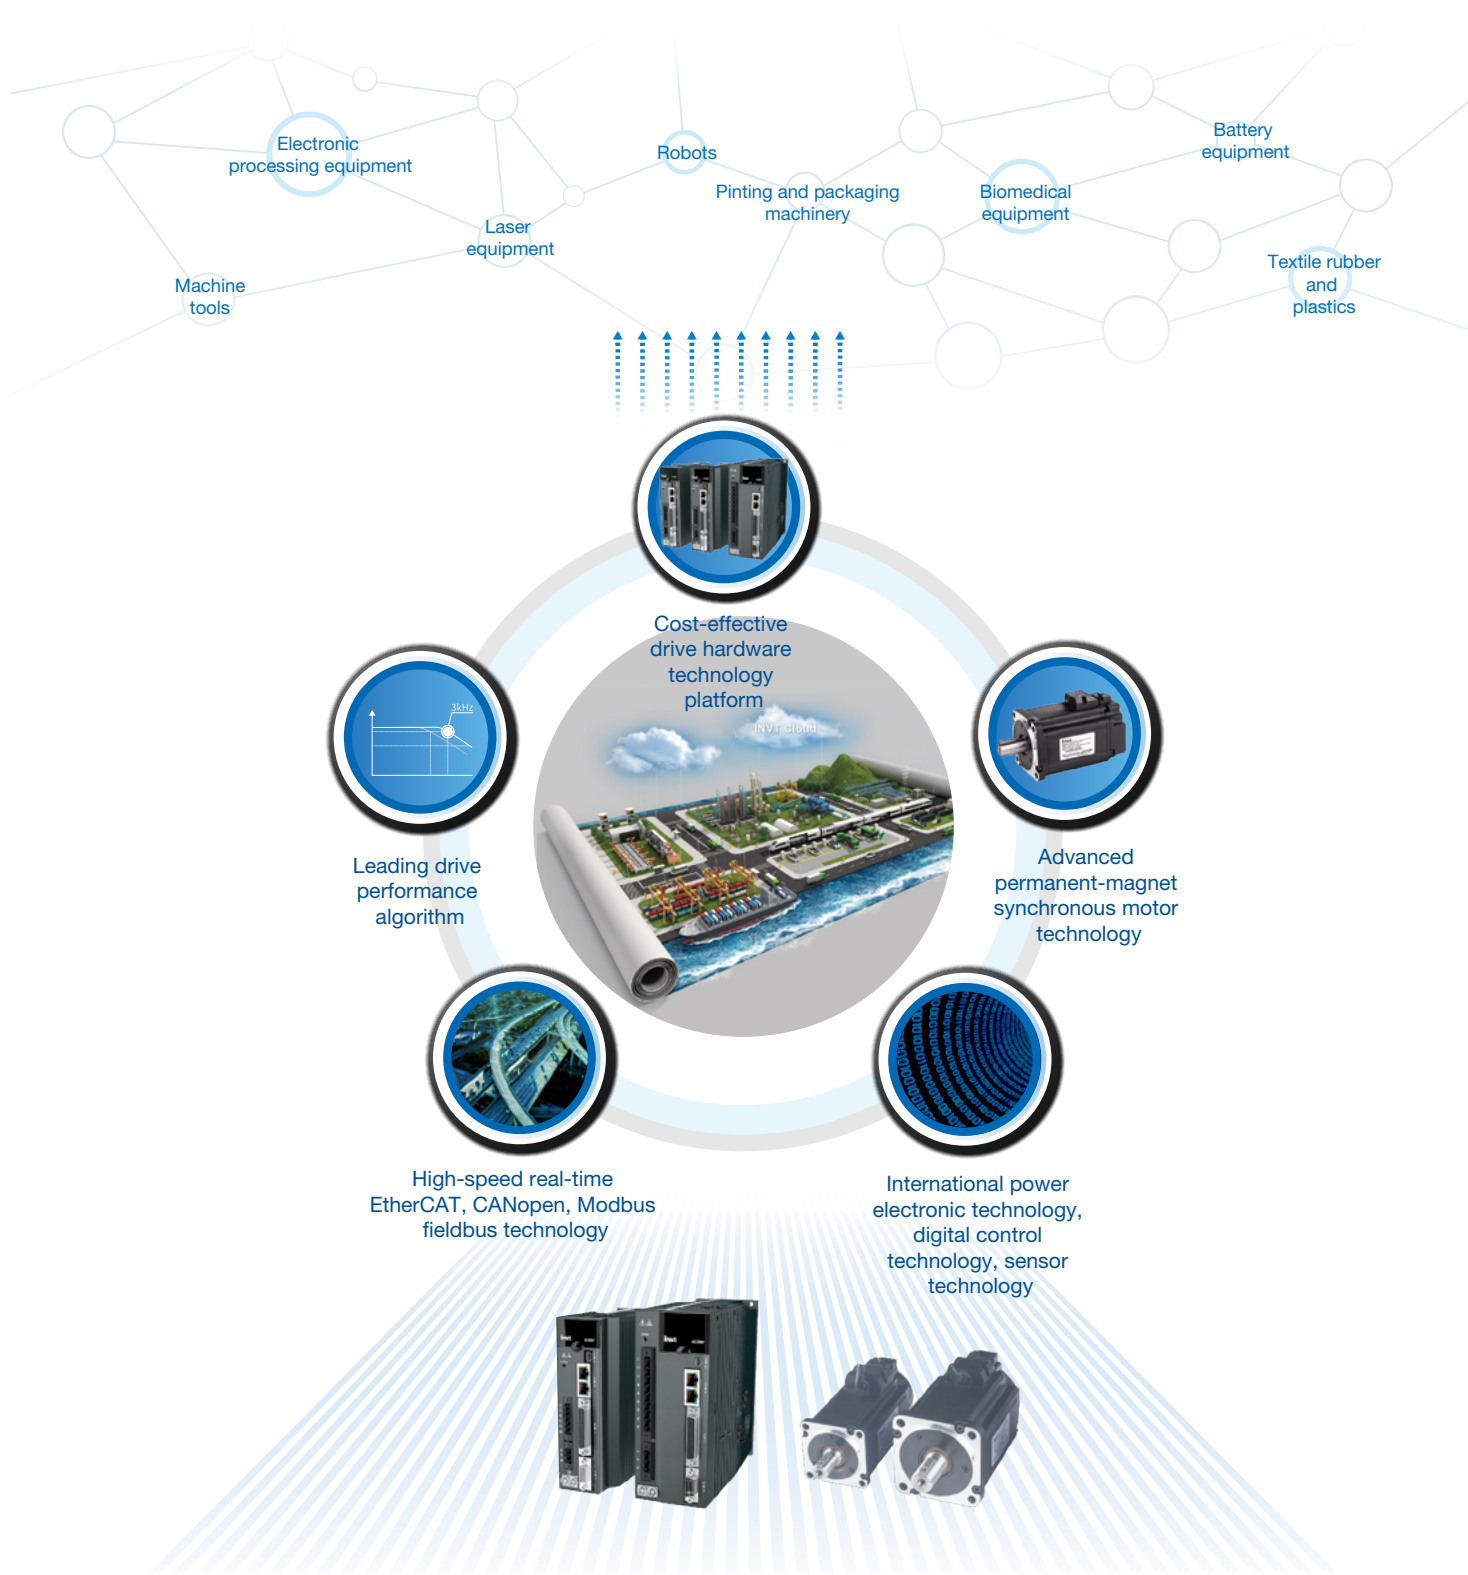 Electronic
processing equipment
Robots
Battery
equipment
Pinting and packaging
machinery
Biomedical
equipment
Laser
equipment
Machine
tools
Textile rubber
and
plastics
Cost-effective
drive hardware
technology
platform
3kHz
INVT Cloud
Leading drive
performance
algorithm
Advanced
permanent-magnet
synchronous motor
technology
High-speed real-time
EtherCAT, CANopen, Modbus
fieldbus technology
International power
electronic technology,
digital control
technology, sensor
technology
invt
invt